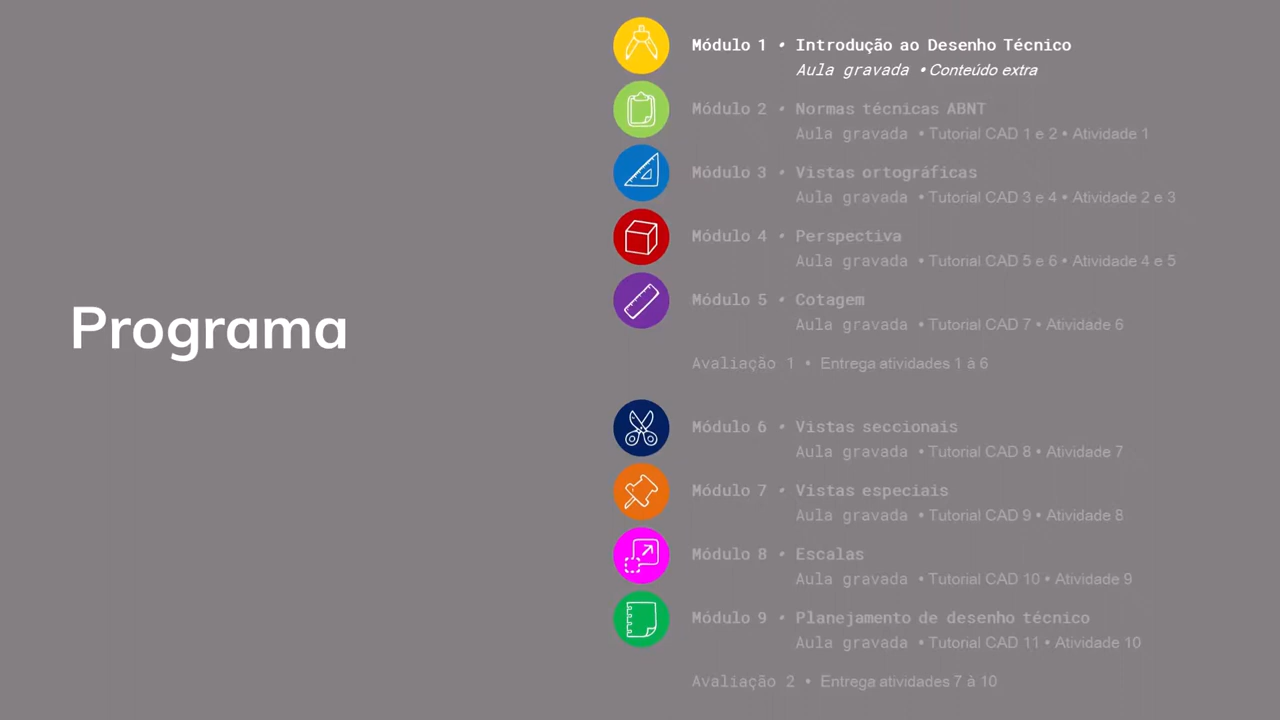 Programa
Módulo 1 • Introdução ao Desenho Técnico
Aula gravada • Conteúdo extra
Módulo 2 • Normas técnicas ABNT
Aula gravada • Tutorial CAD 1 e 2 • Atividade 1
Módulo 3 • Vistas ortográficas
Aula gravada • Tutorial CAD 3 e 4 • Atividade 2 e 3
Módulo 4 • Perspectiva
Aula gravada • Tutorial CAD 5 e 6 • Atividade 4 e 5
Módulo 5 • Cotagem
Aula gravada • Tutorial CAD 7 • Atividade 6
Avaliação 1 • Entrega atividades 1 à 6
Módulo 6 • Vistas seccionais
Aula gravada • Tutorial CAD 8 • Atividade 7
Módulo 7 • Vistas especiais
Aula gravada • Tutorial CAD 9 • Atividade 8
Módulo 8 • Escalas
Aula gravada • Tutorial CAD 10 • Atividade 9
Módulo 9 • Planejamento de desenho técnico
Aula gravada • Tutorial CAD 11 • Atividade 10
Avaliação 2 • Entrega atividades 7 à 10